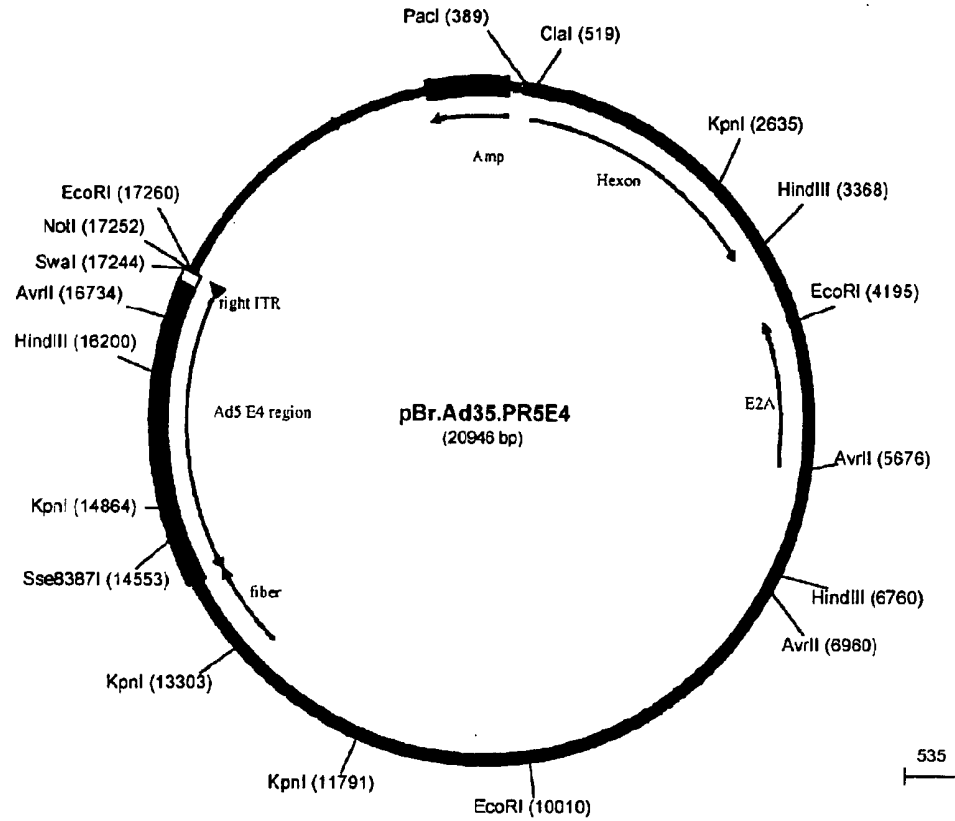 PacI (389)
ClaI (519)
KpnI (2635)
HindIII (3368)
EcoRI (4195)
AvrII (5676)
HindIII (6760)
AvrII (6960)
EcoRI (10010)
KpnI (11791)
KpnI (13303)
Sse8387I (14553)
KpnI (14864)
HindIII (16200)
AvrII (16734)
SwaI (17244)
NotI (17252)
EcoRI (17260)
Amp
Hexon
E2A
fiber
Ad5 E4 region
right ITR
pBr.Ad35.PR5E4
(20946 bp)
535